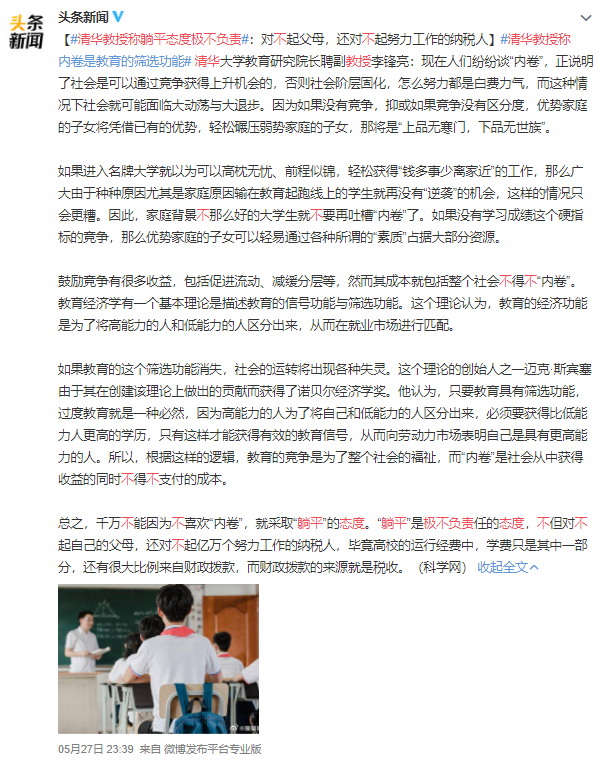 头条
新闻
头条新闻
【#清华教授称躺平态度极不负责#：对不起父母，还对不起努力工作的纳税人】#清华教授称
内卷是教育的筛选功能# 清华大学教育研究院长聘副教授李锋亮：现在人们纷纷谈“内卷”，正说明
了社会是可以通过竞争获得上升机会的，否则社会阶层固化，怎么努力都是白费力气，而这种情
况下社会就可能面临大动荡与大退步。因为如果没有竞争，抑或如果竞争没有区分度，优势家庭
的子女将凭借已有的优势，轻松碾压弱势家庭的子女，那将是“上品无寒门，下品无世族”。
如果进入名牌大学就以为可以高枕无忧、前程似锦，轻松获得“钱多事少离家近”的工作，那么广
大由于种种原因尤其是家庭原因输在教育起跑线上的学生就再没有“逆袭”的机会，这样的情况只
会更糟。因此，家庭背景不那么好的大学生就不要再吐槽“内卷”了。如果没有学习成绩这个硬指
标的竞争，那么优势家庭的子女可以轻易通过各种所谓的“素质”占据大部分资源。
鼓励竞争有很多收益，包括促进流动、减缓分层等，然而其成本就包括整个社会不得不“内卷”。
教育经济学有一个基本理论是描述教育的信号功能与筛选功能。这个理论认为，教育的经济功能
是为了将高能力的人和低能力的人区分出来，从而在就业市场进行匹配。
如果教育的这个筛选功能消失，社会的运转将出现各种失灵。这个理论的创始人之一迈克·斯宾塞
由于其在创建该理论上做出的贡献而获得了诺贝尔经济学奖。他认为，只要教育具有筛选功能，
过度教育就是一种必然，因为高能力的人为了将自己和低能力的人区分出来，必须要获得比低能
力人更高的学历，只有这样才能获得有效的教育信号，从而向劳动力市场表明自己是具有更高能
力的人。所以，根据这样的逻辑，教育的竞争是为了整个社会的福祉，而“内卷”是社会从中获得
收益的同时不得不支付的成本。
总之，千万不能因为不喜欢“内卷”，就采取“躺平”的态度。“躺平”是极不负责任的态度，不但对不
起自己的父母，还对不起亿万个努力工作的纳税人，毕竟高校的运行经费中，学费只是其中一部
分，还有很大比例来自财政拨款，而财政拨款的来源就是税收。（科学网） 收起全文
05月27日 23:39 来自 微博发布平台专业版